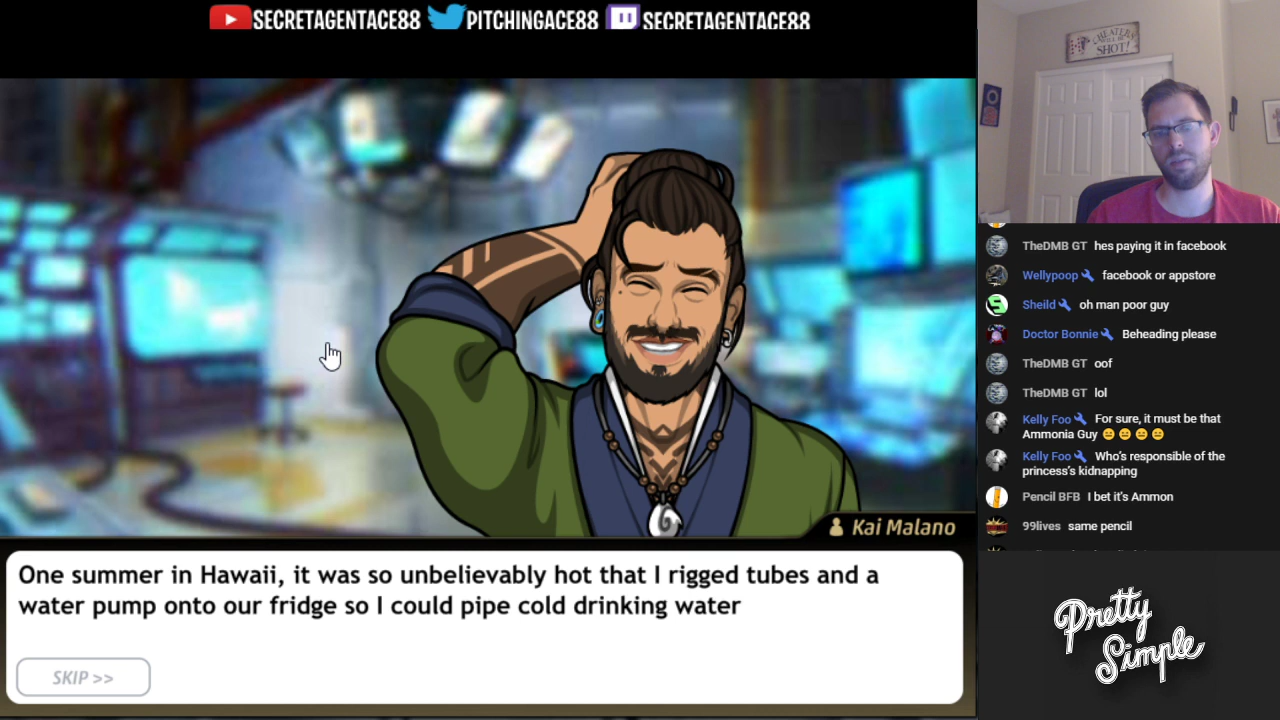 SECRETAGENTACE88 PITCHINGACE88 SECRETAGENTACE88
SHOT!
TheDMB GT hes paying it in facebook
Wellypoop facebook or appstore
Sheild oh man poor guy
Doctor Bonnie Beheading please
TheDMB GT oof
TheDMB GT lol
Kelly Foo For sure, it must be that
Ammonia Guy 😑 😑 😑 😑
Kelly Foo Who's responsible of the
princess's kidnapping
Pencil BFB I bet it's Ammon
99lives same pencil
Kai Malano
One summer in Hawaii, it was so unbelievably hot that I rigged tubes and a
water pump onto our fridge so I could pipe cold drinking water
SKIP >>
Pretty
Simple